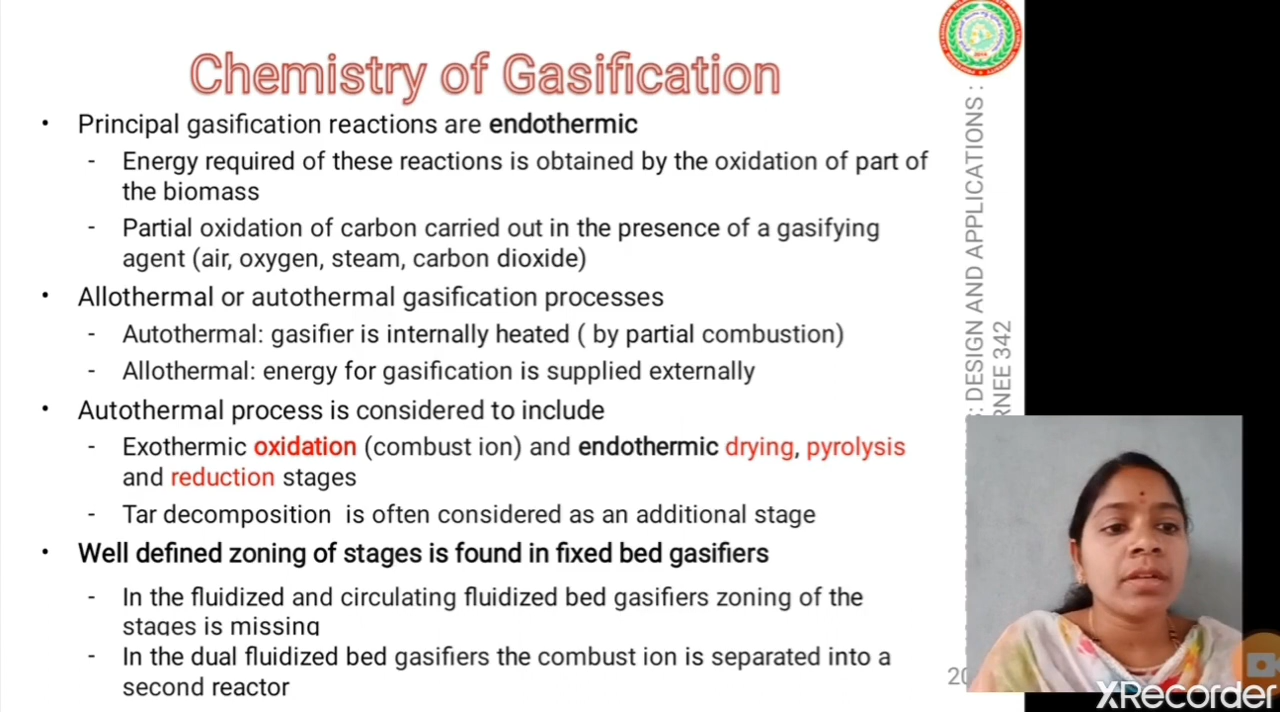 Chemistry of Gasification
• Principal gasification reactions are endothermic
- Energy required of these reactions is obtained by the oxidation of part of
the biomass
- Partial oxidation of carbon carried out in the presence of a gasifying
agent (air, oxygen, steam, carbon dioxide)
• Allothermal or autothermal gasification processes
- Autothermal: gasifier is internally heated ( by partial combustion)
- Allothermal: energy for gasification is supplied externally
• Autothermal process is considered to include
- Exothermic oxidation (combust ion) and endothermic drying, pyrolysis
and reduction stages
- Tar decomposition is often considered as an additional stage
• Well defined zoning of stages is found in fixed bed gasifiers
- In the fluidized and circulating fluidized bed gasifiers zoning of the
stages is missing
- In the dual fluidized bed gasifiers the combust ion is separated into a
second reactor
: DESIGN AND APPLICATIONS :
RNEE 342
20
XRecorder